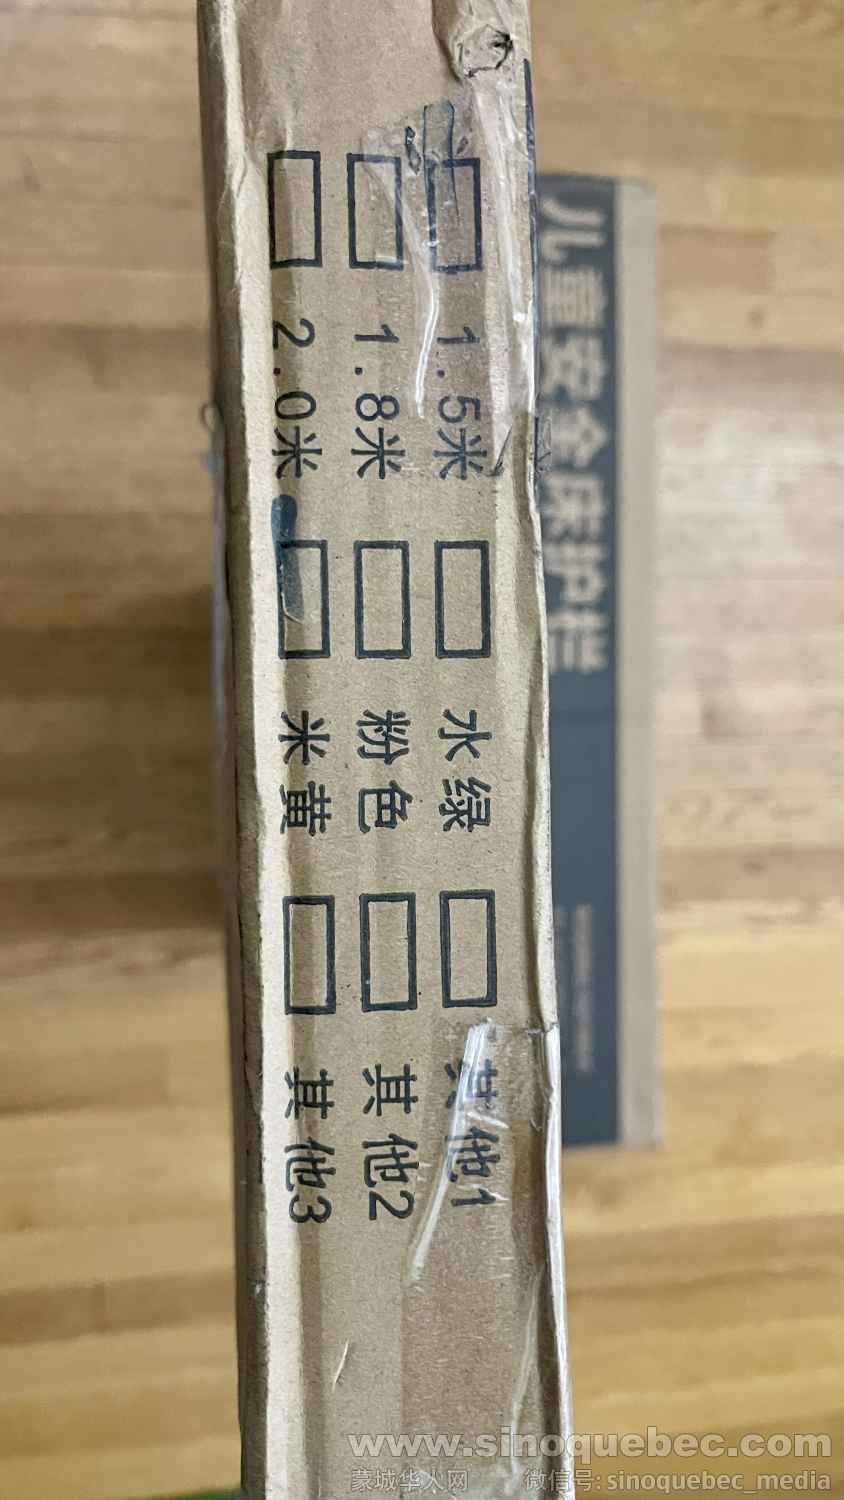 □ 1.5米 □ 水绿 □ 其他1
□ 1.8米 □ 粉色 □ 其他2
□ 2.0米 □ 米黄 □ 其他3
儿童安全床护栏
www.sinoquebec.com
蒙城华人网 微信号: sinoquebec_media